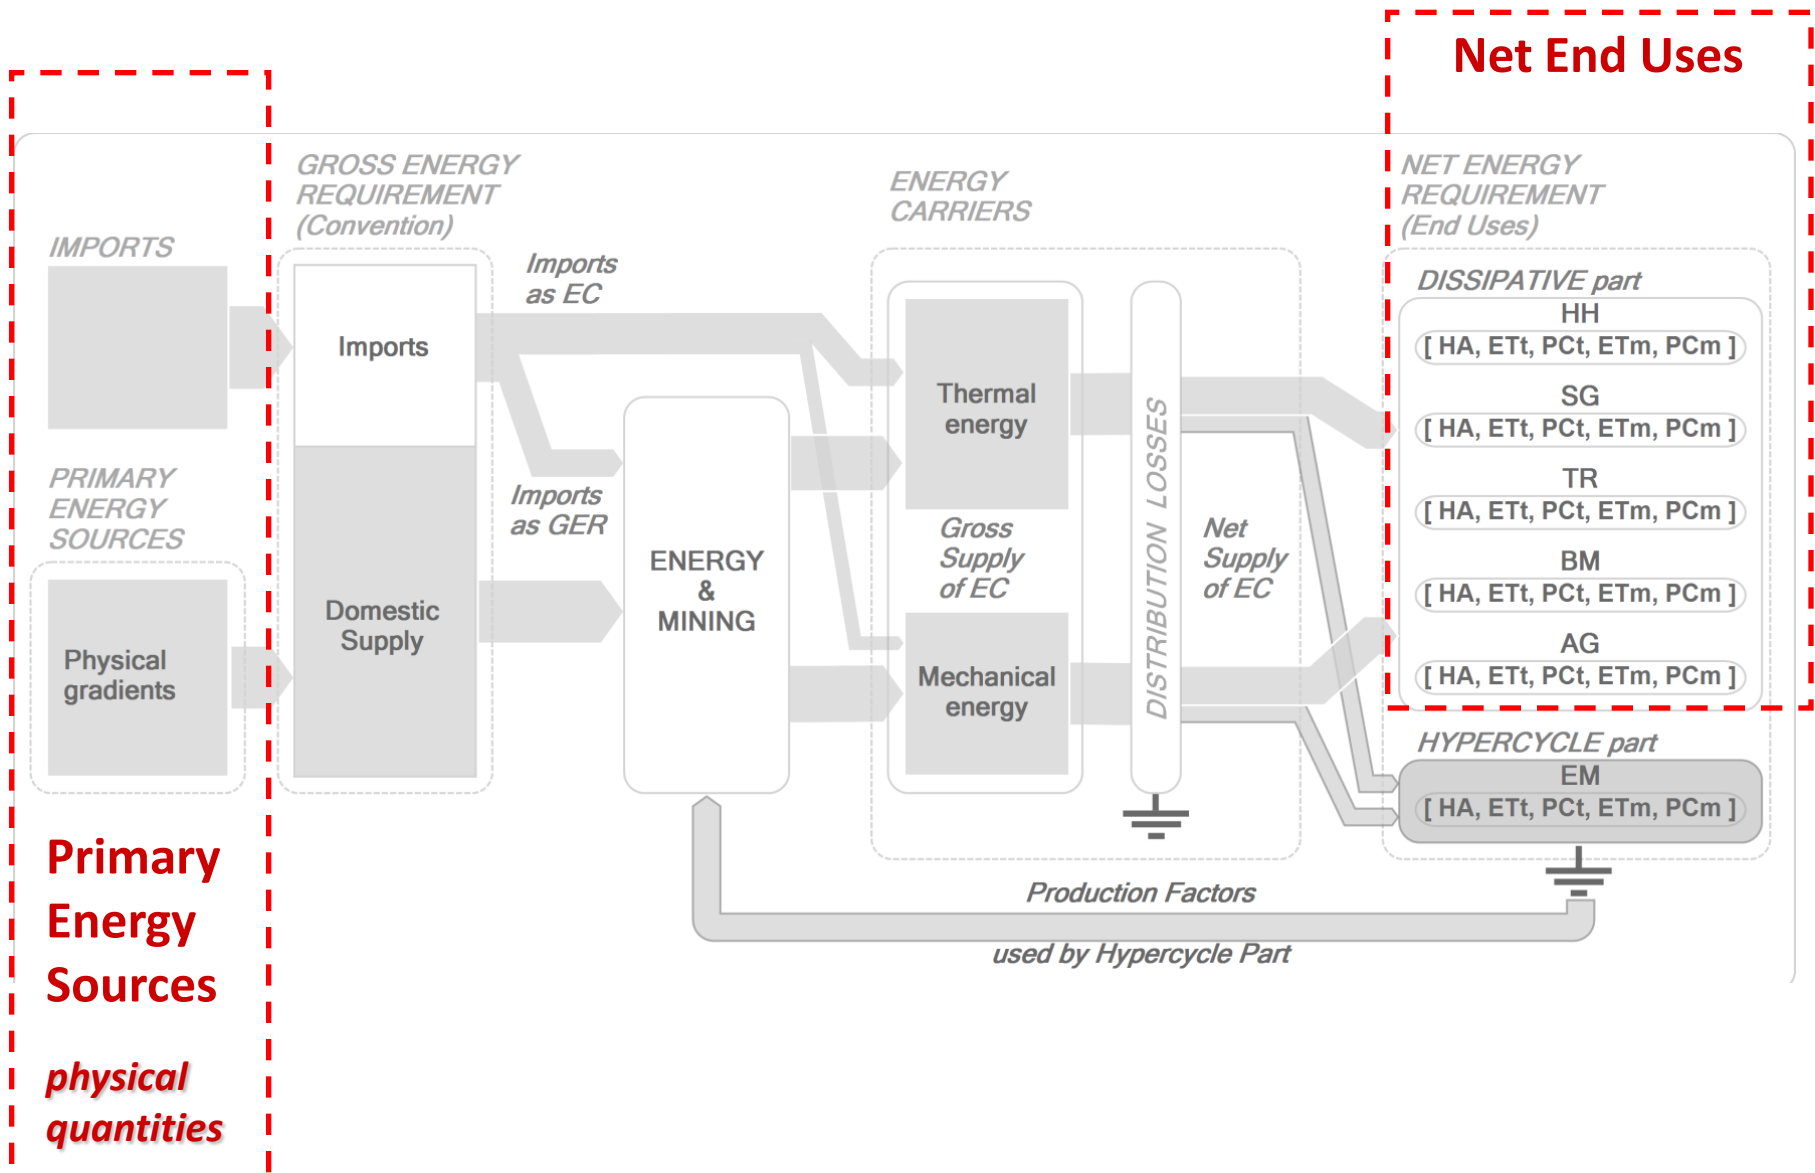 Net End Uses
IMPORTS
PRIMARY
ENERGY
SOURCES
Physical
gradients
Primary
Energy
Sources
physical
quantities
GROSS ENERGY
REQUIREMENT
(Convention)
Imports
Domestic
Supply
Imports
as EC
Imports
as GER
ENERGY
&
MINING
ENERGY
CARRIERS
Thermal
energy
Gross
Supply
of EC
Mechanical
energy
DISTRIBUTION LOSSES
Net
Supply
of EC
NET ENERGY
REQUIREMENT
(End Uses)
DISSIPATIVE part
HH
[ HA, ETt, PCt, ETm, PCm ]
SG
[ HA, ETt, PCt, ETm, PCm ]
TR
[ HA, ETt, PCt, ETm, PCm ]
BM
[ HA, ETt, PCt, ETm, PCm ]
AG
[ HA, ETt, PCt, ETm, PCm ]
HYPERCYCLE part
EM
[ HA, ETt, PCt, ETm, PCm ]
Production Factors
used by Hypercycle Part